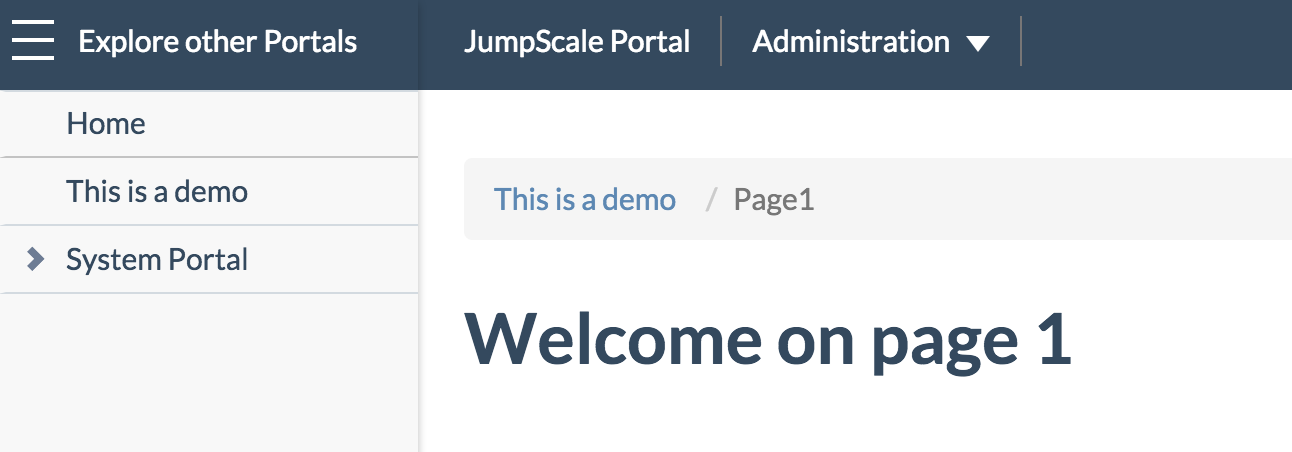 Explore other Portals
JumpScale Portal
Administration
Home
This is a demo
System Portal
This is a demo / Page1
Welcome on page 1